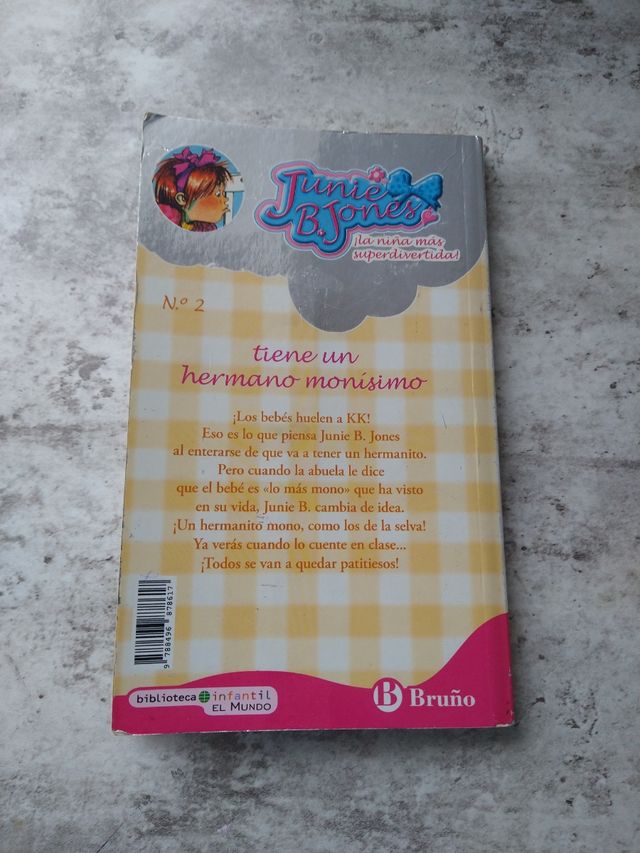 Junie
B. Jones
¡la niña más
superdivertida!
N.º 2
tiene un
hermano monísimo
¡Los bebés huelen a KK!
Eso es lo que piensa Junie B. Jones
al enterarse de que va a tener un hermanito.
Pero cuando la abuela le dice
que el bebé es «lo más mono» que ha visto
en su vida, Junie B. cambia de idea.
¡Un hermanito mono, como los de la selva!
Ya verás cuando lo cuente en clase...
¡Todos se van a quedar patitiesos!
9 788496 878617
biblioteca infantil
EL MUNDO
B Bruño